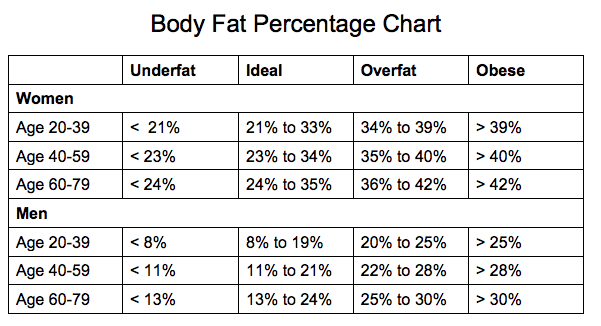 Body Fat Percentage Chart
Underfat Ideal Overfat Obese
Women
Age 20-39 < 21% 21% to 33% 34% to 39% > 39%
Age 40-59 < 23% 23% to 34% 35% to 40% > 40%
Age 60-79 < 24% 24% to 35% 36% to 42% > 42%
Men
Age 20-39 < 8% 8% to 19% 20% to 25% > 25%
Age 40-59 < 11% 11% to 21% 22% to 28% > 28%
Age 60-79 < 13% 13% to 24% 25% to 30% > 30%